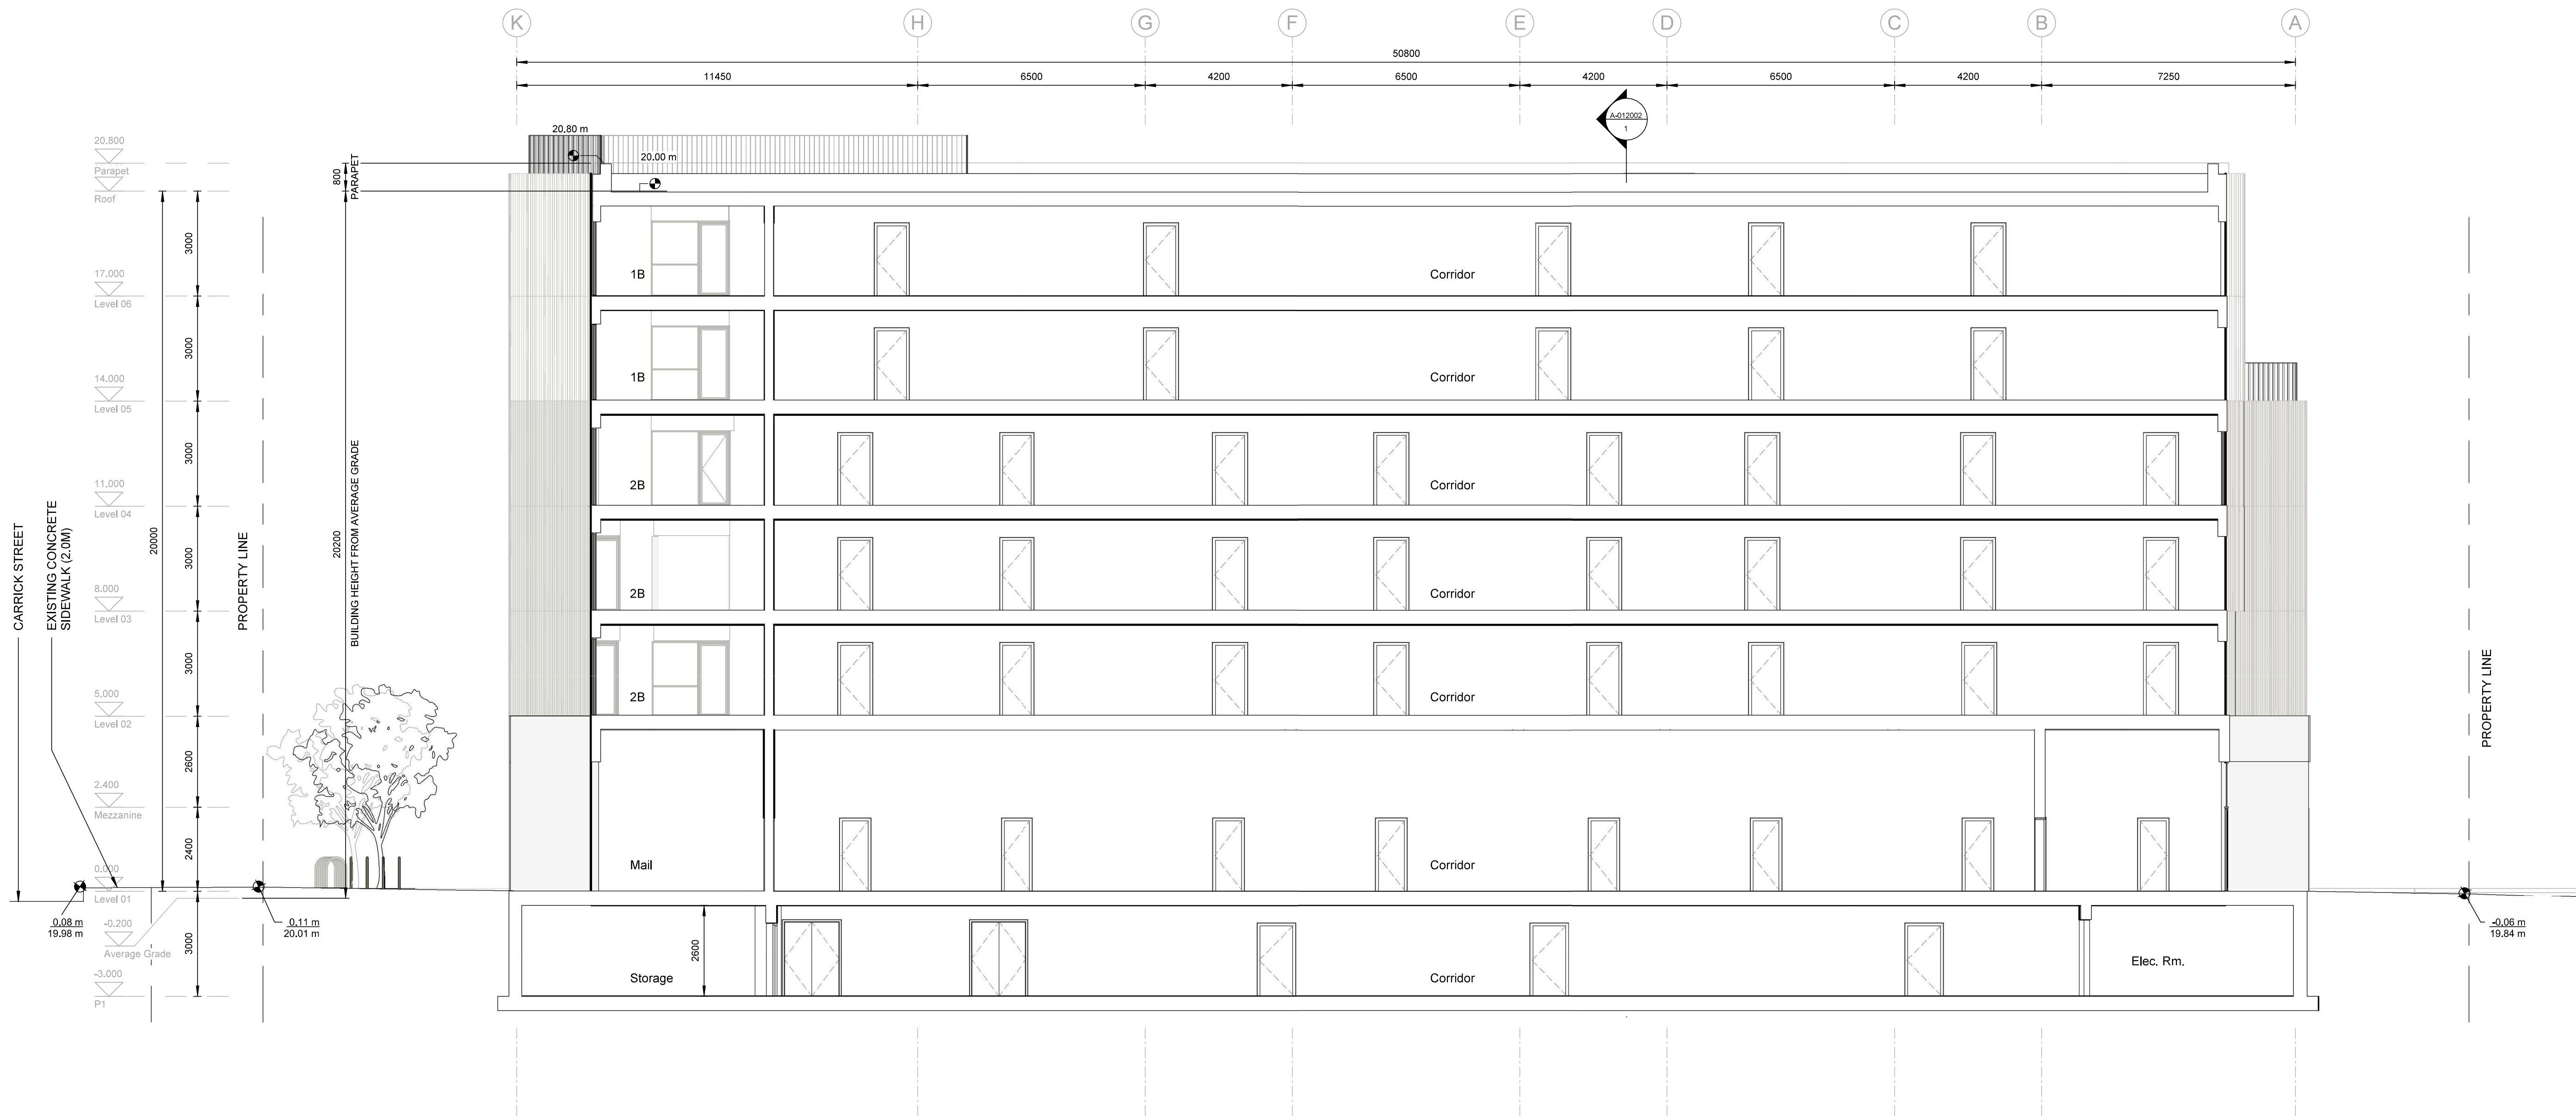 K
H
G
F
E
D
C
B
A
50800
11450
6500
4200
6500
4200
6500
4200
7250
A-012002
1
20.80 m
20.00 m
20.800
Parapet
Roof
800
PARAPET
3000
17.000
Level 06
1B
Corridor
3000
14.000
Level 05
1B
Corridor
3000
11.000
Level 04
2B
Corridor
3000
8.000
Level 03
2B
Corridor
3000
5.000
Level 02
2B
Corridor
20000
20200
BUILDING HEIGHT FROM AVERAGE GRADE
CARRICK STREET
EXISTING CONCRETE
SIDEWALK (2.0M)
PROPERTY LINE
PROPERTY LINE
2600
2.400
Mezzanine
2400
0.000
Level 01
Mail
Corridor
0.08 m
19.98 m
0.11 m
20.01 m
-0.200
Average Grade
-0.06 m
19.84 m
3000
-3.000
P1
2600
Storage
Corridor
Elec. Rm.